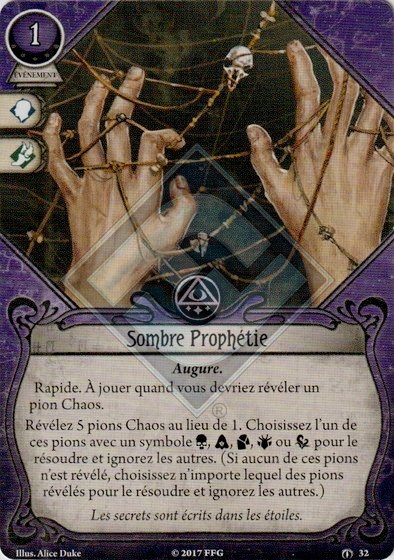 1
ÉVÉNEMENT
Sombre Prophétie
Augure.
Rapide. À jouer quand vous devriez révéler un
pion Chaos.
Révélez 5 pions Chaos au lieu de 1. Choisissez l'un de
ces pions avec un symbole , , , ou pour le
résoudre et ignorez les autres. (Si aucun de ces pions
n'est révélé, choisissez n'importe lequel des pions
révélés pour le résoudre et ignorez les autres.)
Les secrets sont écrits dans les étoiles.
Illus. Alice Duke © 2017 FFG 32